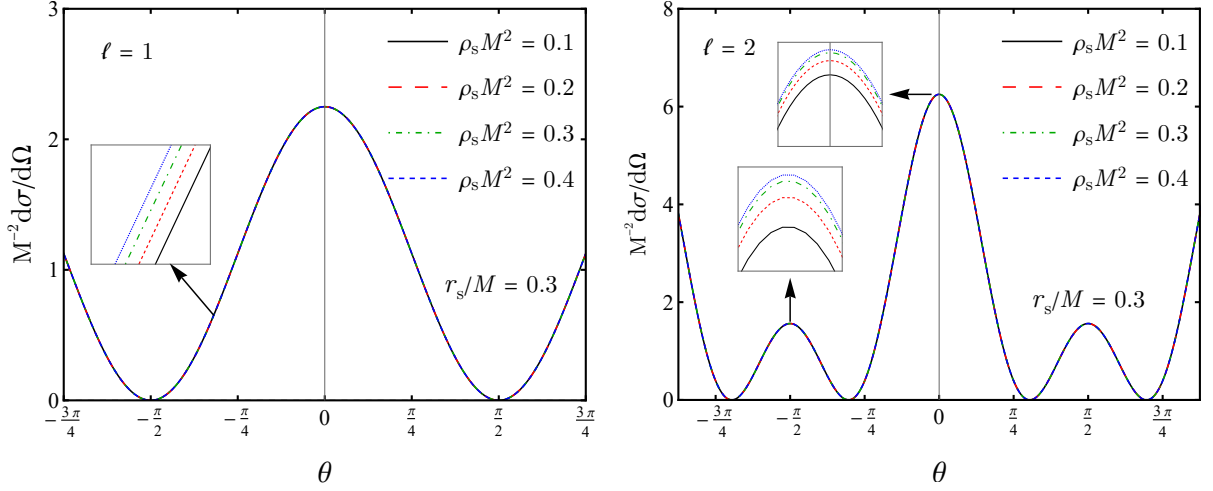 ℓ = 1
ρₛM² = 0.1
ρₛM² = 0.2
ρₛM² = 0.3
ρₛM² = 0.4
rₛ/M = 0.3
M⁻²dσ/dΩ
3
2
1
0
−3π/4
−π/2
−π/4
0
π/4
π/2
3π/4
θ
ℓ = 2
ρₛM² = 0.1
ρₛM² = 0.2
ρₛM² = 0.3
ρₛM² = 0.4
rₛ/M = 0.3
M⁻²dσ/dΩ
8
6
4
2
0
−3π/4
−π/2
−π/4
0
π/4
π/2
3π/4
θ